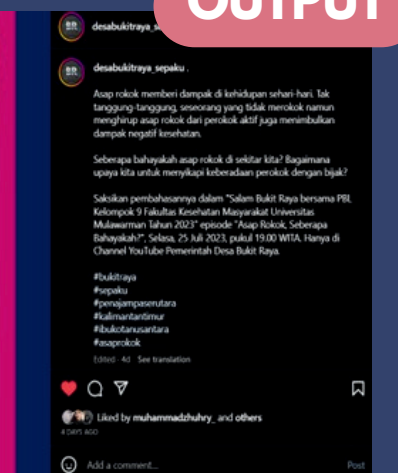 OUTPUT
desabukitraya_se
desabukitraya_sepaku .
Asap rokok memberi dampak di kehidupan sehari-hari. Tak
tanggung-tanggung, seseorang yang tidak merokok namun
menghirup asap rokok dari perokok aktif juga menimbulkan
dampak negatif kesehatan.
Seberapa bahayakah asap rokok di sekitar kita? Bagaimana
upaya kita untuk menyikapi keberadaan perokok dengan bijak?
Saksikan pembahasannya dalam "Salam Bukit Raya bersama PBL
Kelompok 9 Fakultas Kesehatan Masyarakat Universitas
Mulawarman Tahun 2023" episode "Asap Rokok, Seberapa
Bahayakah?", Selasa, 25 Juli 2023, pukul 19.00 WITA. Hanya di
Channel YouTube Pemerintah Desa Bukit Raya.
#bukitraya
#sepaku
#penajampaserutara
#kalimantantimur
#ibukotanusantara
#asaprokok
Edited · 4d See translation
Liked by muhammadzhuhry_ and others
4 DAYS AGO
Add a comment...
Post